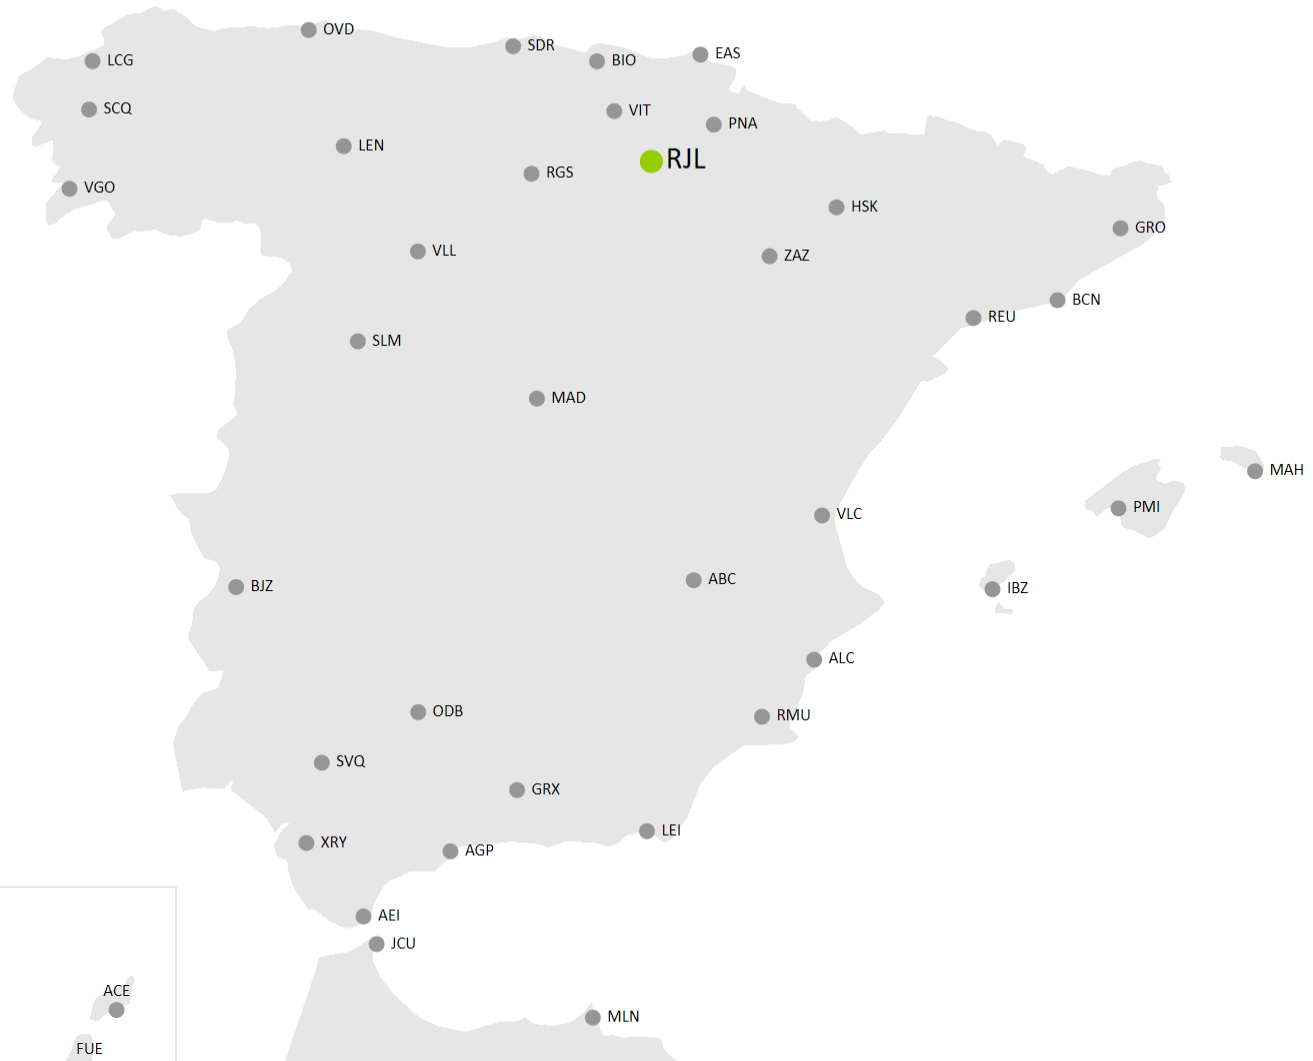 OVD
SDR
EAS
LCG
BIO
SCQ
VIT
PNA
LEN
RJL
RGS
VGO
HSK
GRO
VLL
ZAZ
BCN
REU
SLM
MAD
MAH
PMI
VLC
ABC
BJZ
IBZ
ALC
ODB
RMU
SVQ
GRX
LEI
XRY
AGP
AEI
JCU
ACE
MLN
FUE